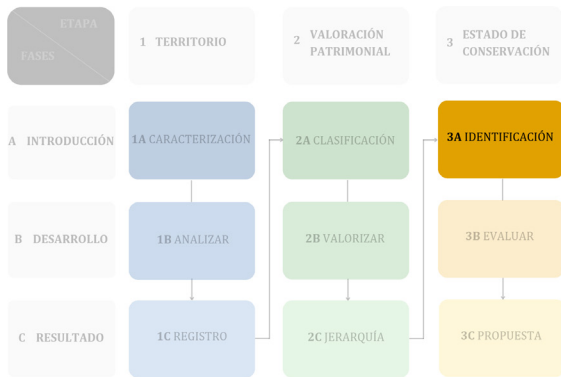 ETAPA
FASES
1 TERRITORIO
2 VALORACIÓN
PATRIMONIAL
3 ESTADO DE
CONSERVACIÓN
A INTRODUCCIÓN
1A CARACTERIZACIÓN
2A CLASIFICACIÓN
3A IDENTIFICACIÓN
B DESARROLLO
1B ANALIZAR
2B VALORIZAR
3B EVALUAR
C RESULTADO
1C REGISTRO
2C JERARQUÍA
3C PROPUESTA